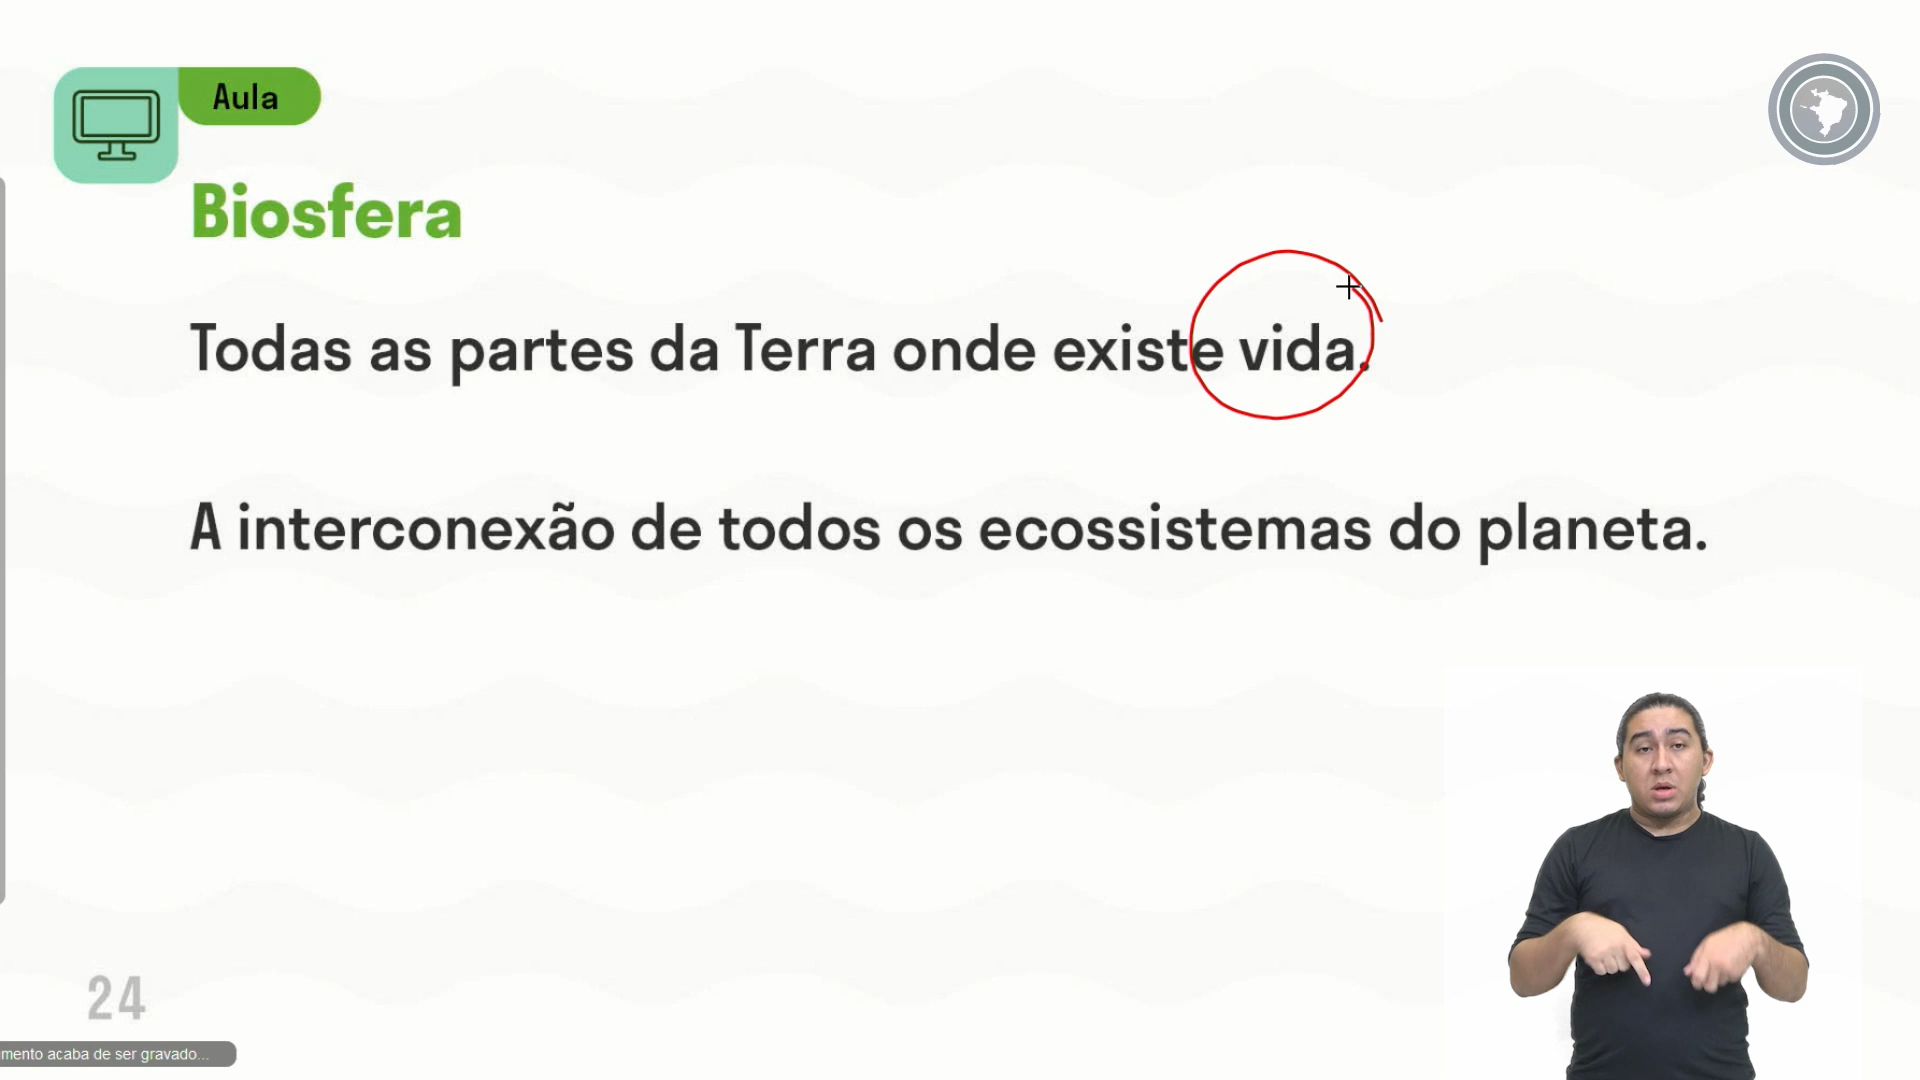 Aula
Biosfera
Todas as partes da Terra onde existe vida.
A interconexão de todos os ecossistemas do planeta.
24
mento acaba de ser gravado...